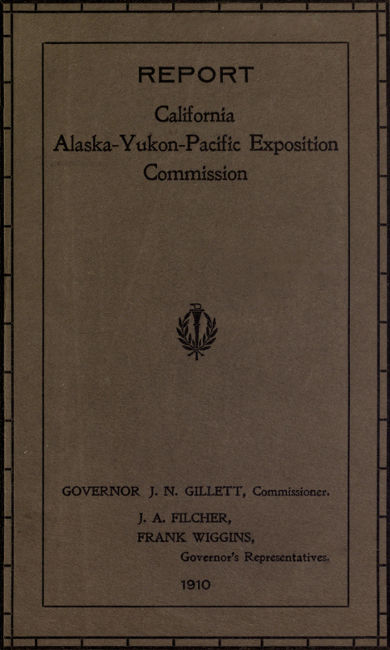 REPORT
California
Alaska-Yukon-Pacific Exposition
Commission
GOVERNOR J. N. GILLETT, Commissioner.
J. A. FILCHER,
FRANK WIGGINS,
Governor's Representatives.
1910